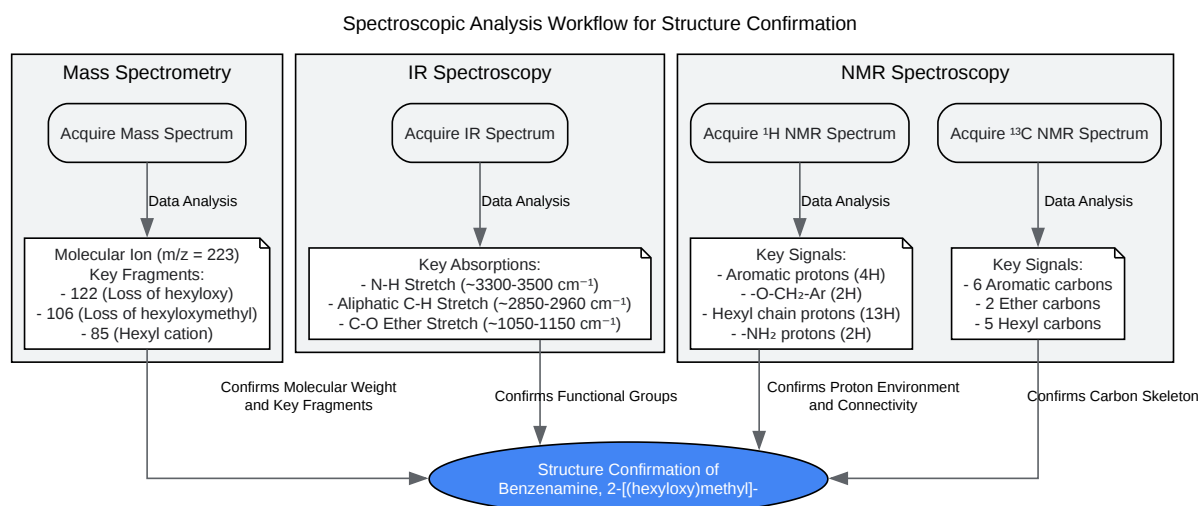 Spectroscopic Analysis Workflow for Structure Confirmation
Mass Spectrometry
Acquire Mass Spectrum
Data Analysis
Molecular Ion (m/z = 223)
Key Fragments:
- 122 (Loss of hexyloxy)
- 106 (Loss of hexyloxymethyl)
- 85 (Hexyl cation)
Confirms Molecular Weight
and Key Fragments
IR Spectroscopy
Acquire IR Spectrum
Data Analysis
Key Absorptions:
- N-H Stretch (~3300-3500 cm⁻¹)
- Aliphatic C-H Stretch (~2850-2960 cm⁻¹)
- C-O Ether Stretch (~1050-1150 cm⁻¹)
Confirms Functional Groups
NMR Spectroscopy
Acquire ¹H NMR Spectrum
Data Analysis
Key Signals:
- Aromatic protons (4H)
- -O-CH₂-Ar (2H)
- Hexyl chain protons (13H)
- -NH₂ protons (2H)
Confirms Proton Environment
and Connectivity
Acquire ¹³C NMR Spectrum
Data Analysis
Key Signals:
- 6 Aromatic carbons
- 2 Ether carbons
- 5 Hexyl carbons
Confirms Carbon Skeleton
Structure Confirmation of
Benzenamine, 2-[(hexyloxy)methyl]-